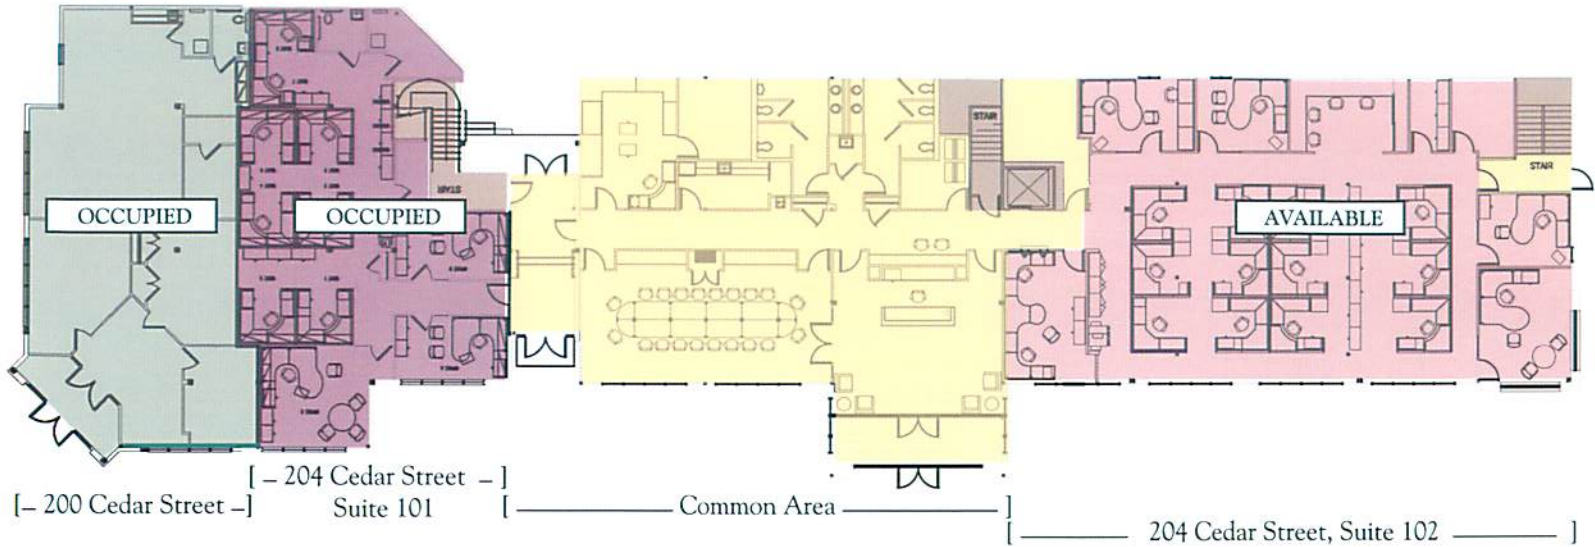 STAIR
STAIR
STAIR
OCCUPIED
OCCUPIED
AVAILABLE
[– 204 Cedar Street –]
Suite 101
[– 200 Cedar Street –]
[ Common Area ]
[ 204 Cedar Street, Suite 102 ]